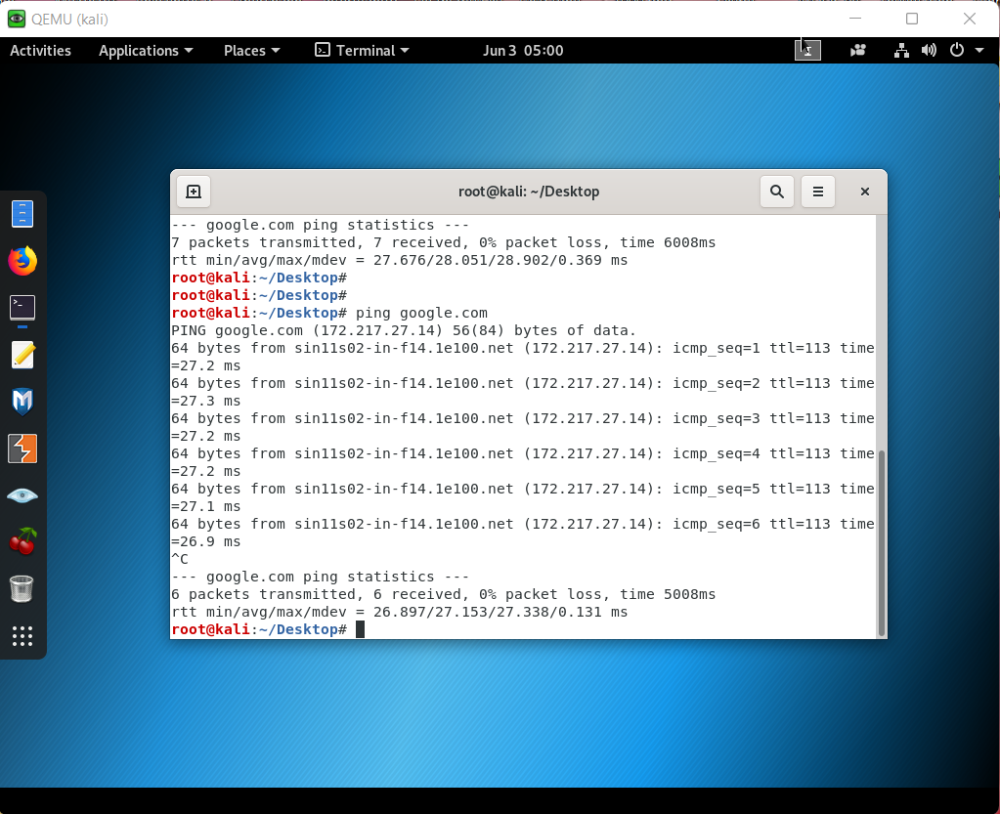 QEMU (kali)
Activities Applications Places Terminal Jun 3 05:00 1
root@kali: ~/Desktop
--- google.com ping statistics ---
7 packets transmitted, 7 received, 0% packet loss, time 6008ms
rtt min/avg/max/mdev = 27.676/28.051/28.902/0.369 ms
root@kali:~/Desktop#
root@kali:~/Desktop#
root@kali:~/Desktop# ping google.com
PING google.com (172.217.27.14) 56(84) bytes of data.
64 bytes from sin11s02-in-f14.1e100.net (172.217.27.14): icmp_seq=1 ttl=113 time
=27.2 ms
64 bytes from sin11s02-in-f14.1e100.net (172.217.27.14): icmp_seq=2 ttl=113 time
=27.3 ms
64 bytes from sin11s02-in-f14.1e100.net (172.217.27.14): icmp_seq=3 ttl=113 time
=27.2 ms
64 bytes from sin11s02-in-f14.1e100.net (172.217.27.14): icmp_seq=4 ttl=113 time
=27.2 ms
64 bytes from sin11s02-in-f14.1e100.net (172.217.27.14): icmp_seq=5 ttl=113 time
=27.1 ms
64 bytes from sin11s02-in-f14.1e100.net (172.217.27.14): icmp_seq=6 ttl=113 time
=26.9 ms
^C
--- google.com ping statistics ---
6 packets transmitted, 6 received, 0% packet loss, time 5008ms
rtt min/avg/max/mdev = 26.897/27.153/27.338/0.131 ms
root@kali:~/Desktop#